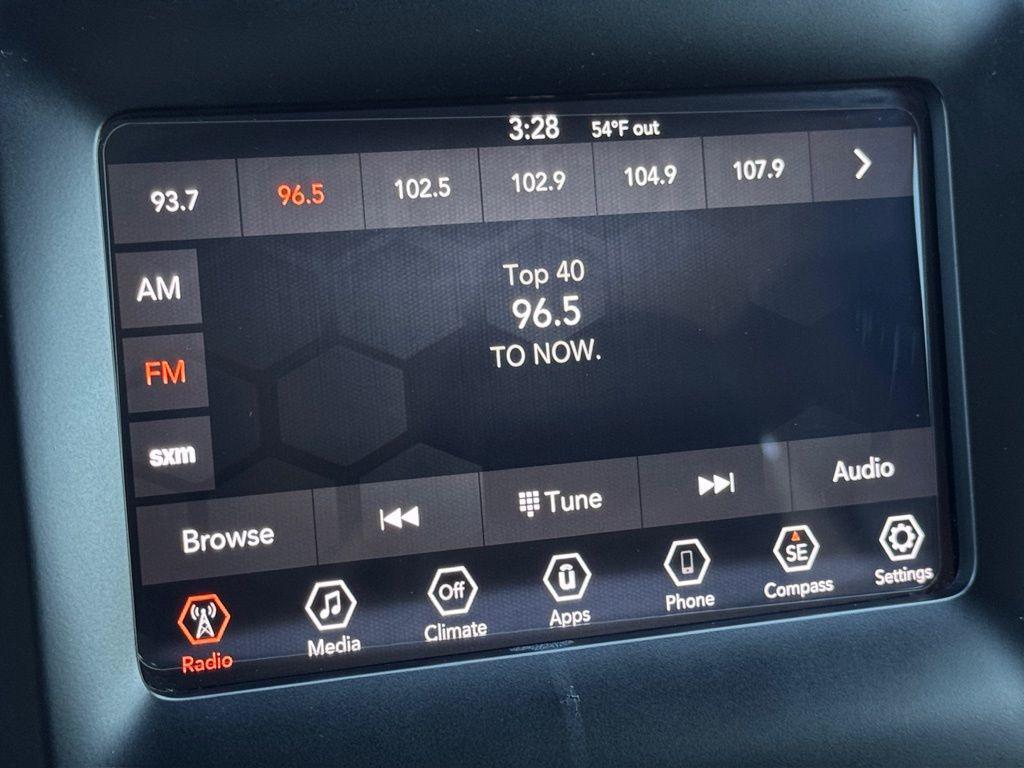 3:28 54°F out
93.7 96.5 102.5 102.9 104.9 107.9
AM
Top 40
96.5
TO NOW.
FM
sxm
Browse Tune Audio
Off SE
Radio Media Climate Apps Phone Compass Settings